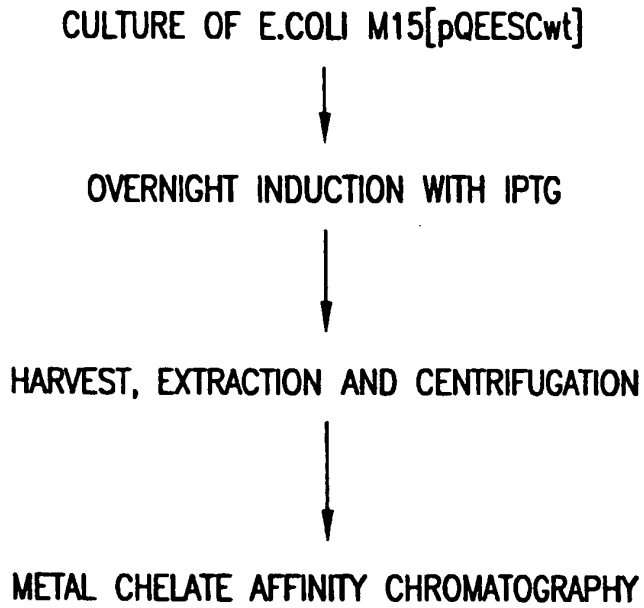 CULTURE OF E.COLI M15[pQEESCwt]
OVERNIGHT INDUCTION WITH IPTG
HARVEST, EXTRACTION AND CENTRIFUGATION
METAL CHELATE AFFINITY CHROMATOGRAPHY